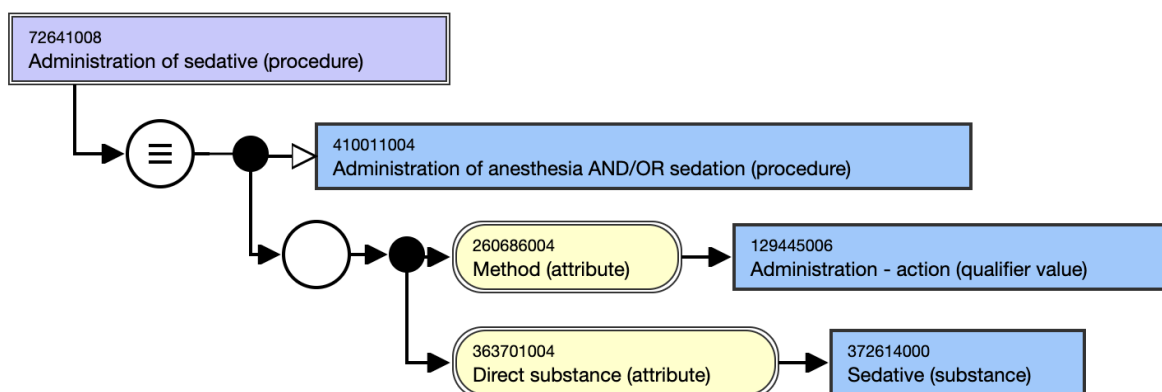 72641008
Administration of sedative (procedure)
410011004
Administration of anesthesia AND/OR sedation (procedure)
260686004
Method (attribute)
129445006
Administration - action (qualifier value)
363701004
Direct substance (attribute)
372614000
Sedative (substance)